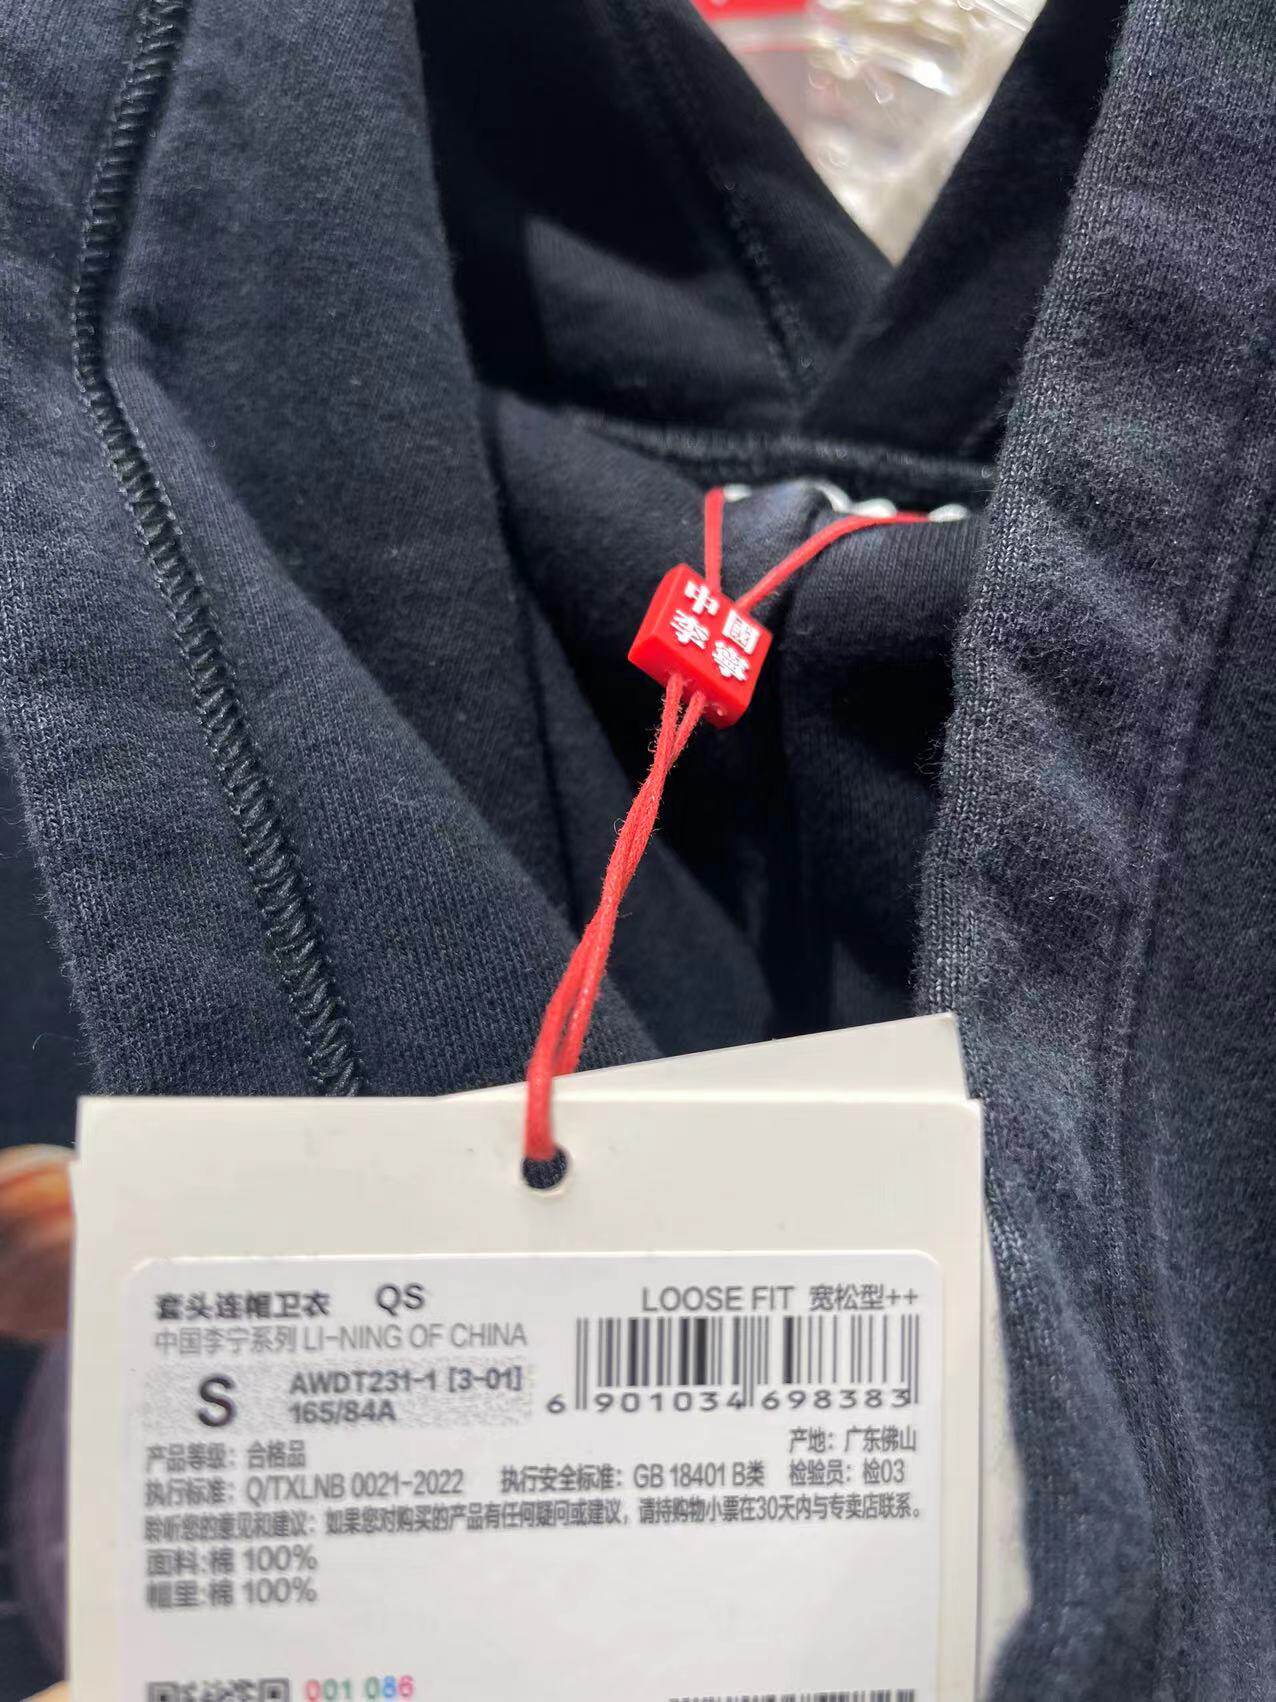 中國
李寧
套头连帽卫衣 QS
LOOSE FIT 宽松型++
中国李宁系列 LI-NING OF CHINA
S
AWDT231-1 [3-01]
165/84A
6 901034 698383
产品等级：合格品
产地：广东佛山
执行标准：Q/TXLNB 0021-2022 执行安全标准：GB 18401 B类 检验员：检03
聆听您的意见和建议：如果您对购买的产品有任何疑问或建议，请持购物小票在30天内与专卖店联系。
面料:棉 100%
帽里:棉 100%
001 086